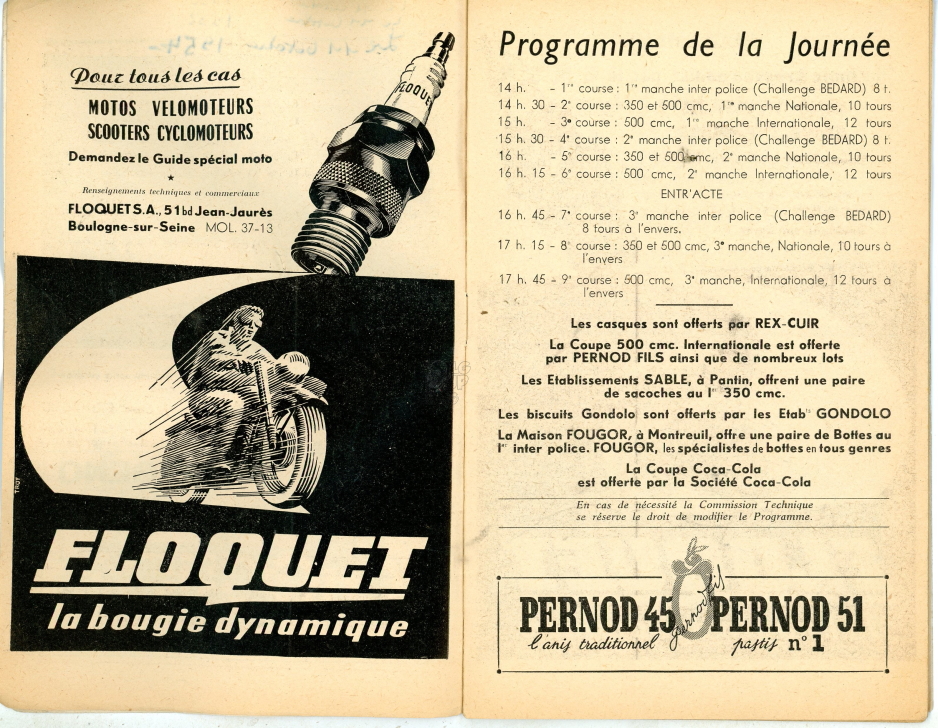 Pour tous les cas
MOTOS VELOMOTEURS
SCOOTERS CYCLOMOTEURS
Demandez le Guide spécial moto
Renseignements techniques et commerciaux
FLOQUET S.A., 51 bd Jean-Jaurès
Boulogne-sur-Seine MOL. 37-13
FLOQUET
FLOQUET
la bougie dynamique
Programme de la Journée
14 h. - 1re course : 1re manche inter police (Challenge BEDARD) 8 t.
14 h. 30 - 2e course : 350 et 500 cmc, 1re manche Nationale, 10 tours
15 h. - 3e course : 500 cmc, 1re manche Internationale, 12 tours
15 h. 30 - 4e course : 2e manche inter police (Challenge BEDARD) 8 t.
16 h. - 5e course : 350 et 500 cmc, 2e manche Nationale, 10 tours
16 h. 15 - 6e course : 500 cmc, 2e manche Internationale, 12 tours
ENTR'ACTE
16 h. 45 - 7e course : 3e manche inter police (Challenge BEDARD)
8 tours à l'envers.
17 h. 15 - 8e course : 350 et 500 cmc, 3e manche, Nationale, 10 tours à
l'envers
17 h. 45 - 9e course : 500 cmc, 3e manche, Internationale, 12 tours à
l'envers
Les casques sont offerts par REX-CUIR
La Coupe 500 cmc. Internationale est offerte
par PERNOD FILS ainsi que de nombreux lots
Les Etablissements SABLE, à Pantin, offrent une paire
de sacoches au 1er 350 cmc.
Les biscuits Gondolo sont offerts par les Etabts GONDOLO
La Maison FOUGOR, à Montreuil, offre une paire de Bottes au
1er inter police. FOUGOR, les spécialistes de bottes en tous genres
La Coupe Coca-Cola
est offerte par la Société Coca-Cola
En cas de nécessité la Commission Technique
se réserve le droit de modifier le Programme.
PERNOD 45 pernod fils PERNOD 51
l'anis traditionnel pastis n° 1